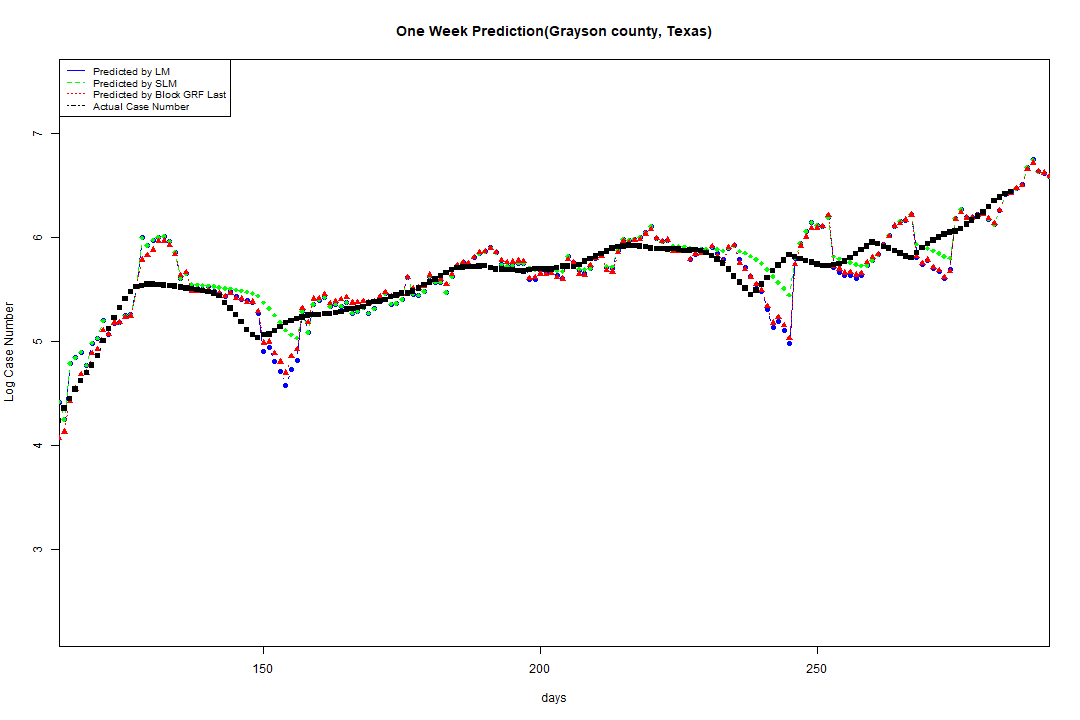 One Week Prediction(Grayson county, Texas)
Predicted by LM
Predicted by SLM
Predicted by Block GRF Last
Actual Case Number
7
6
5
4
3
Log Case Number
150 200 250
days